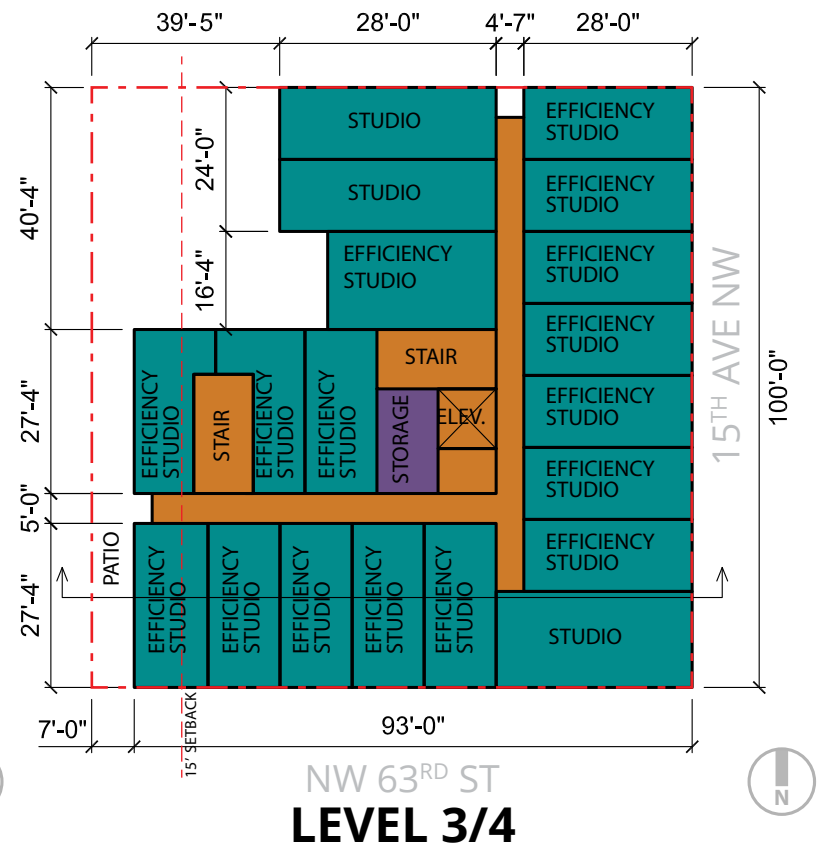 39'-5" 28'-0" 4'-7" 28'-0"
STUDIO
EFFICIENCY
STUDIO
24'-0"
STUDIO
EFFICIENCY
STUDIO
40'-4"
EFFICIENCY
STUDIO
EFFICIENCY
STUDIO
16'-4"
EFFICIENCY
STUDIO
STAIR
EFFICIENCY
STUDIO
EFFICIENCY
STUDIO
EFFICIENCY
STUDIO
EFFICIENCY
STUDIO
STAIR
STORAGE
ELEV.
EFFICIENCY
STUDIO
EFFICIENCY
STUDIO
27'-4"
15TH AVE NW
100'-0"
5'-0"
PATIO
27'-4"
EFFICIENCY
STUDIO
EFFICIENCY
STUDIO
EFFICIENCY
STUDIO
EFFICIENCY
STUDIO
EFFICIENCY
STUDIO
STUDIO
7'-0"
15' SETBACK
93'-0"
NW 63RD ST
N
LEVEL 3/4